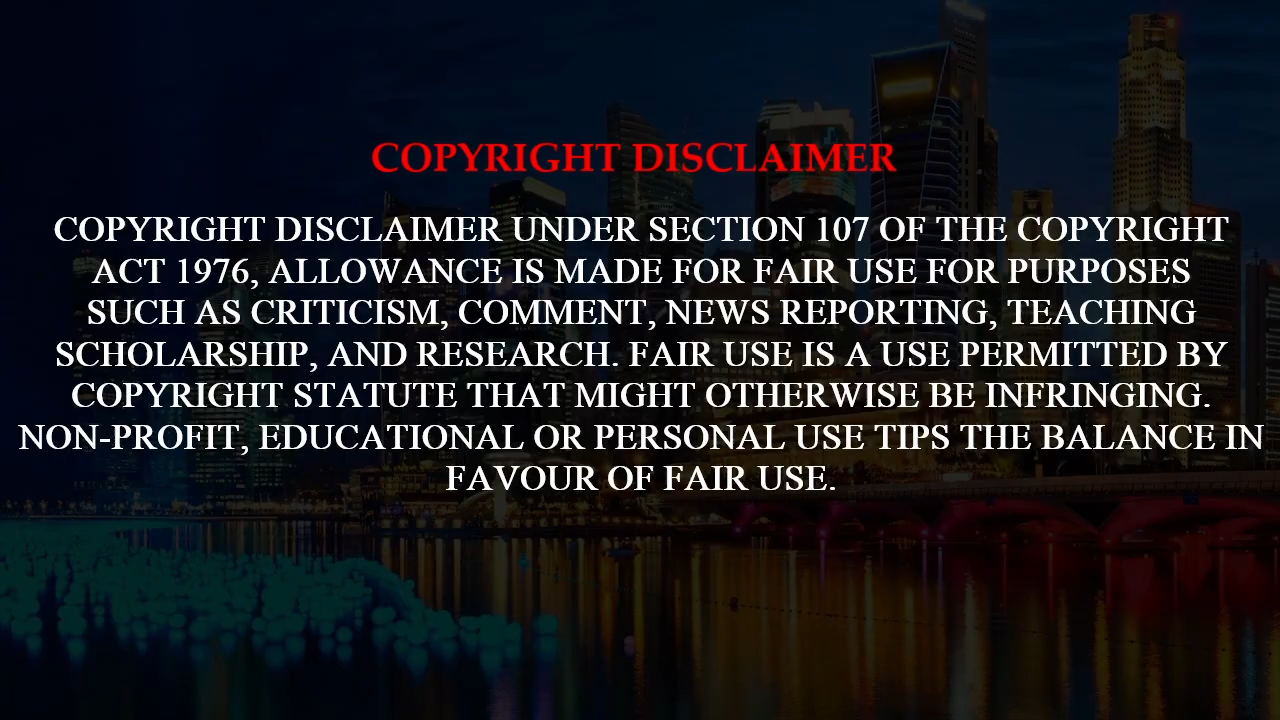 COPYRIGHT DISCLAIMER
COPYRIGHT DISCLAIMER UNDER SECTION 107 OF THE COPYRIGHT
ACT 1976, ALLOWANCE IS MADE FOR FAIR USE FOR PURPOSES
SUCH AS CRITICISM, COMMENT, NEWS REPORTING, TEACHING
SCHOLARSHIP, AND RESEARCH. FAIR USE IS A USE PERMITTED BY
COPYRIGHT STATUTE THAT MIGHT OTHERWISE BE INFRINGING.
NON-PROFIT, EDUCATIONAL OR PERSONAL USE TIPS THE BALANCE IN
FAVOUR OF FAIR USE.